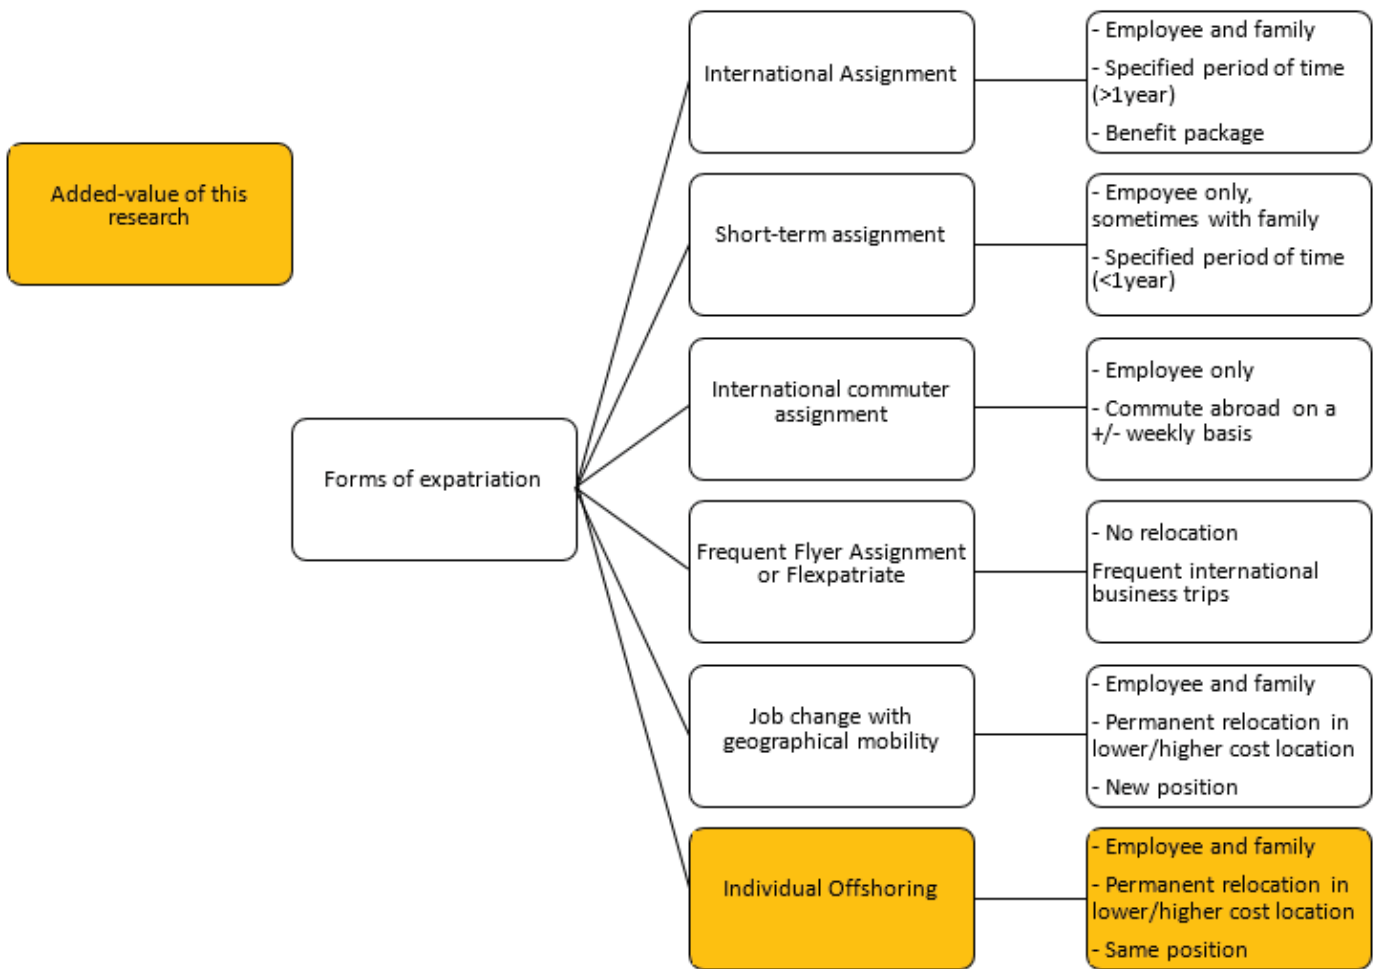 Added-value of this
research
Forms of expatriation
International Assignment
- Employee and family
- Specified period of time
(>1year)
- Benefit package
Short-term assignment
- Empoyee only,
sometimes with family
- Specified period of time
(<1year)
International commuter
assignment
- Employee only
- Commute abroad on a
+/- weekly basis
Frequent Flyer Assignment
or Flexpatriate
- No relocation
Frequent international
business trips
Job change with
geographical mobility
- Employee and family
- Permanent relocation in
lower/higher cost location
- New position
Individual Offshoring
- Employee and family
- Permanent relocation in
lower/higher cost location
- Same position